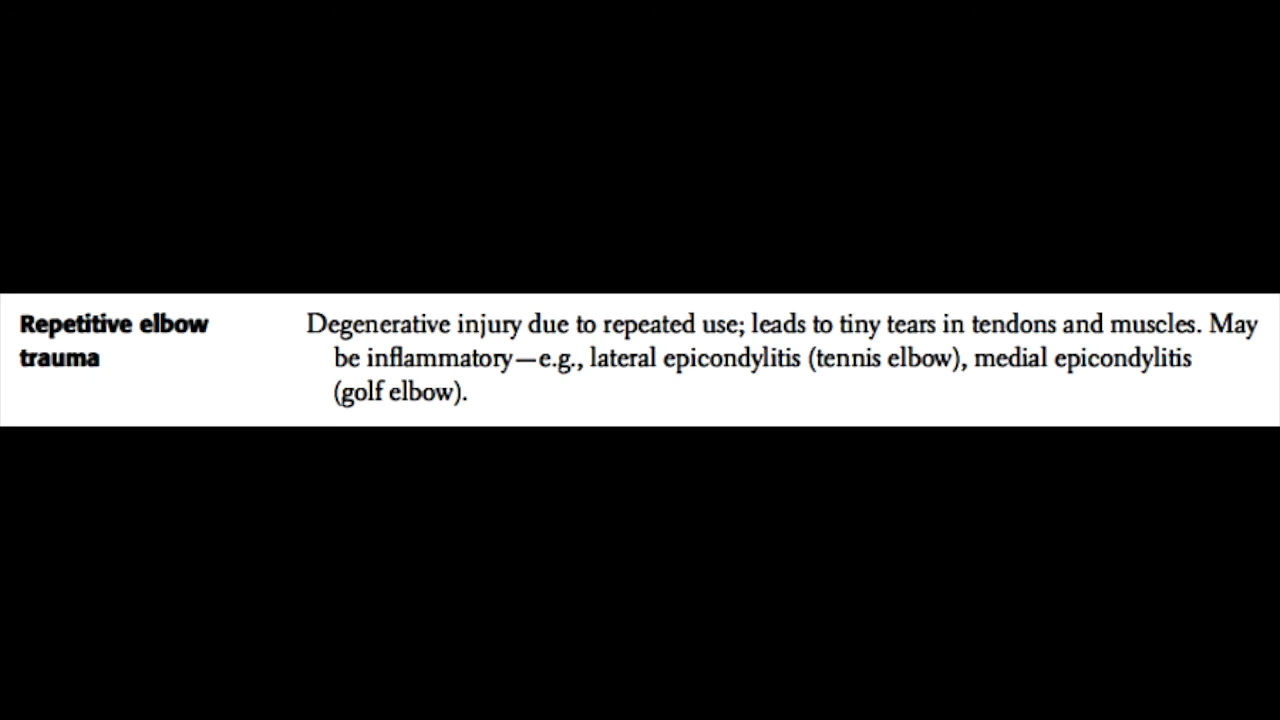 Repetitive elbow
trauma
Degenerative injury due to repeated use; leads to tiny tears in tendons and muscles. May
be inflammatory—e.g., lateral epicondylitis (tennis elbow), medial epicondylitis
(golf elbow).